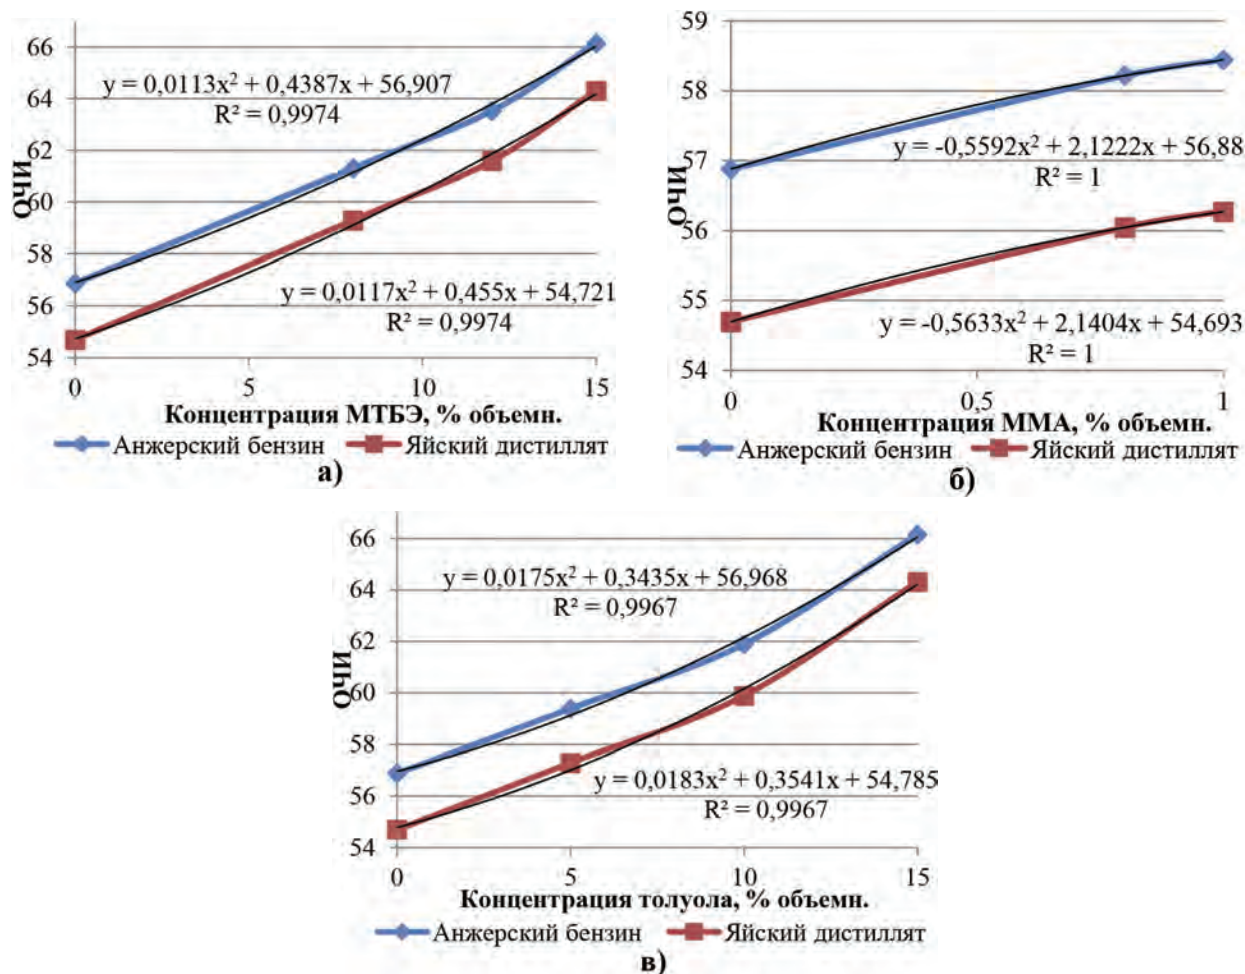 66
64
62
60
58
56
54
ОЧИ
y = 0,0113x² + 0,4387x + 56,907
R² = 0,9974
y = 0,0117x² + 0,455x + 54,721
R² = 0,9974
0 5 10 15
Концентрация МТБЭ, % объемн.
Анжерский бензин Яйский дистиллят
а)
59
58
57
56
55
54
ОЧИ
y = -0,5592x² + 2,1222x + 56,88
R² = 1
y = -0,5633x² + 2,1404x + 54,693
R² = 1
0 0,5 1
Концентрация ММА, % объемн.
Анжерский бензин Яйский дистиллят
б)
66
64
62
60
58
56
54
ОЧИ
y = 0,0175x² + 0,3435x + 56,968
R² = 0,9967
y = 0,0183x² + 0,3541x + 54,785
R² = 0,9967
0 5 10 15
Концентрация толуола, % объемн.
Анжерский бензин Яйский дистиллят
в)